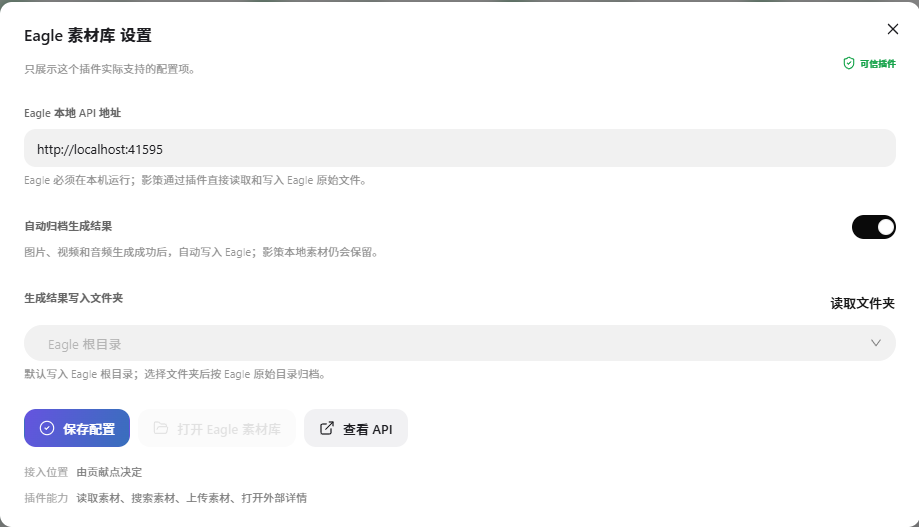 Eagle 素材库 设置
只展示这个插件实际支持的配置项。
可信插件
Eagle 本地 API 地址
http://localhost:41595
Eagle 必须在本机运行；影策通过插件直接读取和写入 Eagle 原始文件。
自动归档生成结果
图片、视频和音频生成成功后，自动写入 Eagle；影策本地素材仍会保留。
生成结果写入文件夹
读取文件夹
Eagle 根目录
默认写入 Eagle 根目录；选择文件夹后按 Eagle 原始目录归档。
保存配置 打开 Eagle 素材库 查看 API
接入位置 由贡献点决定
插件能力 读取素材、搜索素材、上传素材、打开外部详情